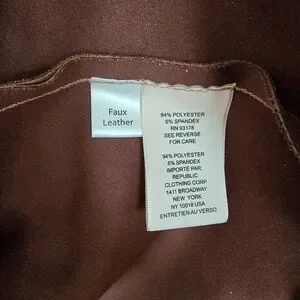 Faux
Leather
94% POLYESTER
6% SPANDEX
RN 93178
SEE REVERSE
FOR CARE
94% POLYESTER
6% SPANDEX
IMPORTÉ PAR:
REPUBLIC
CLOTHING CORP
1411 BROADWAY
NEW YORK
NY 10018 USA
ENTRETIEN AU VERSO